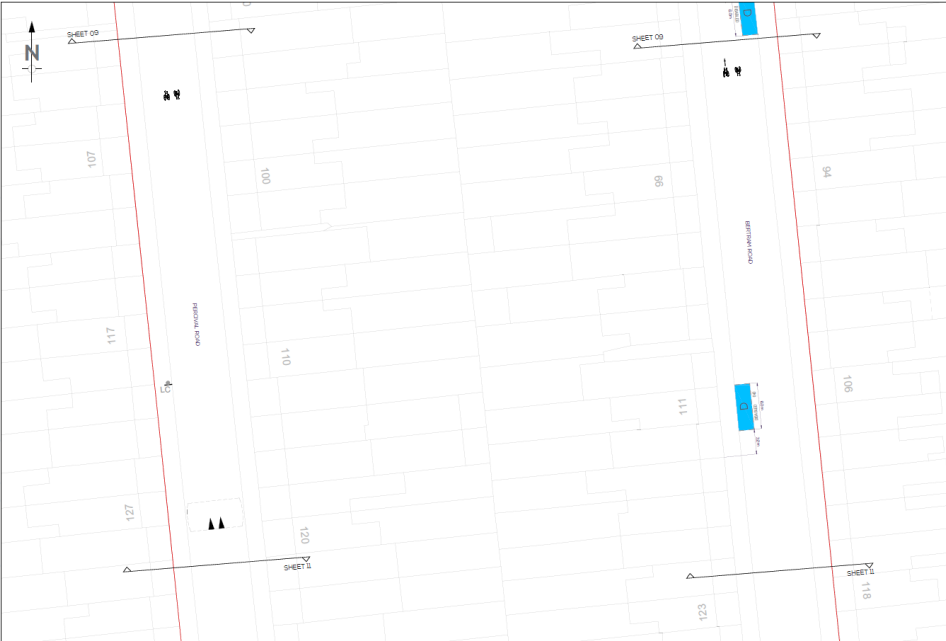 SHEET 09
SHEET 09
D
N
107
100
99
94
BERTRAM ROAD
PERCIVAL ROAD
117
110
106
111
D
127
120
SHEET 11
SHEET 11
118
123